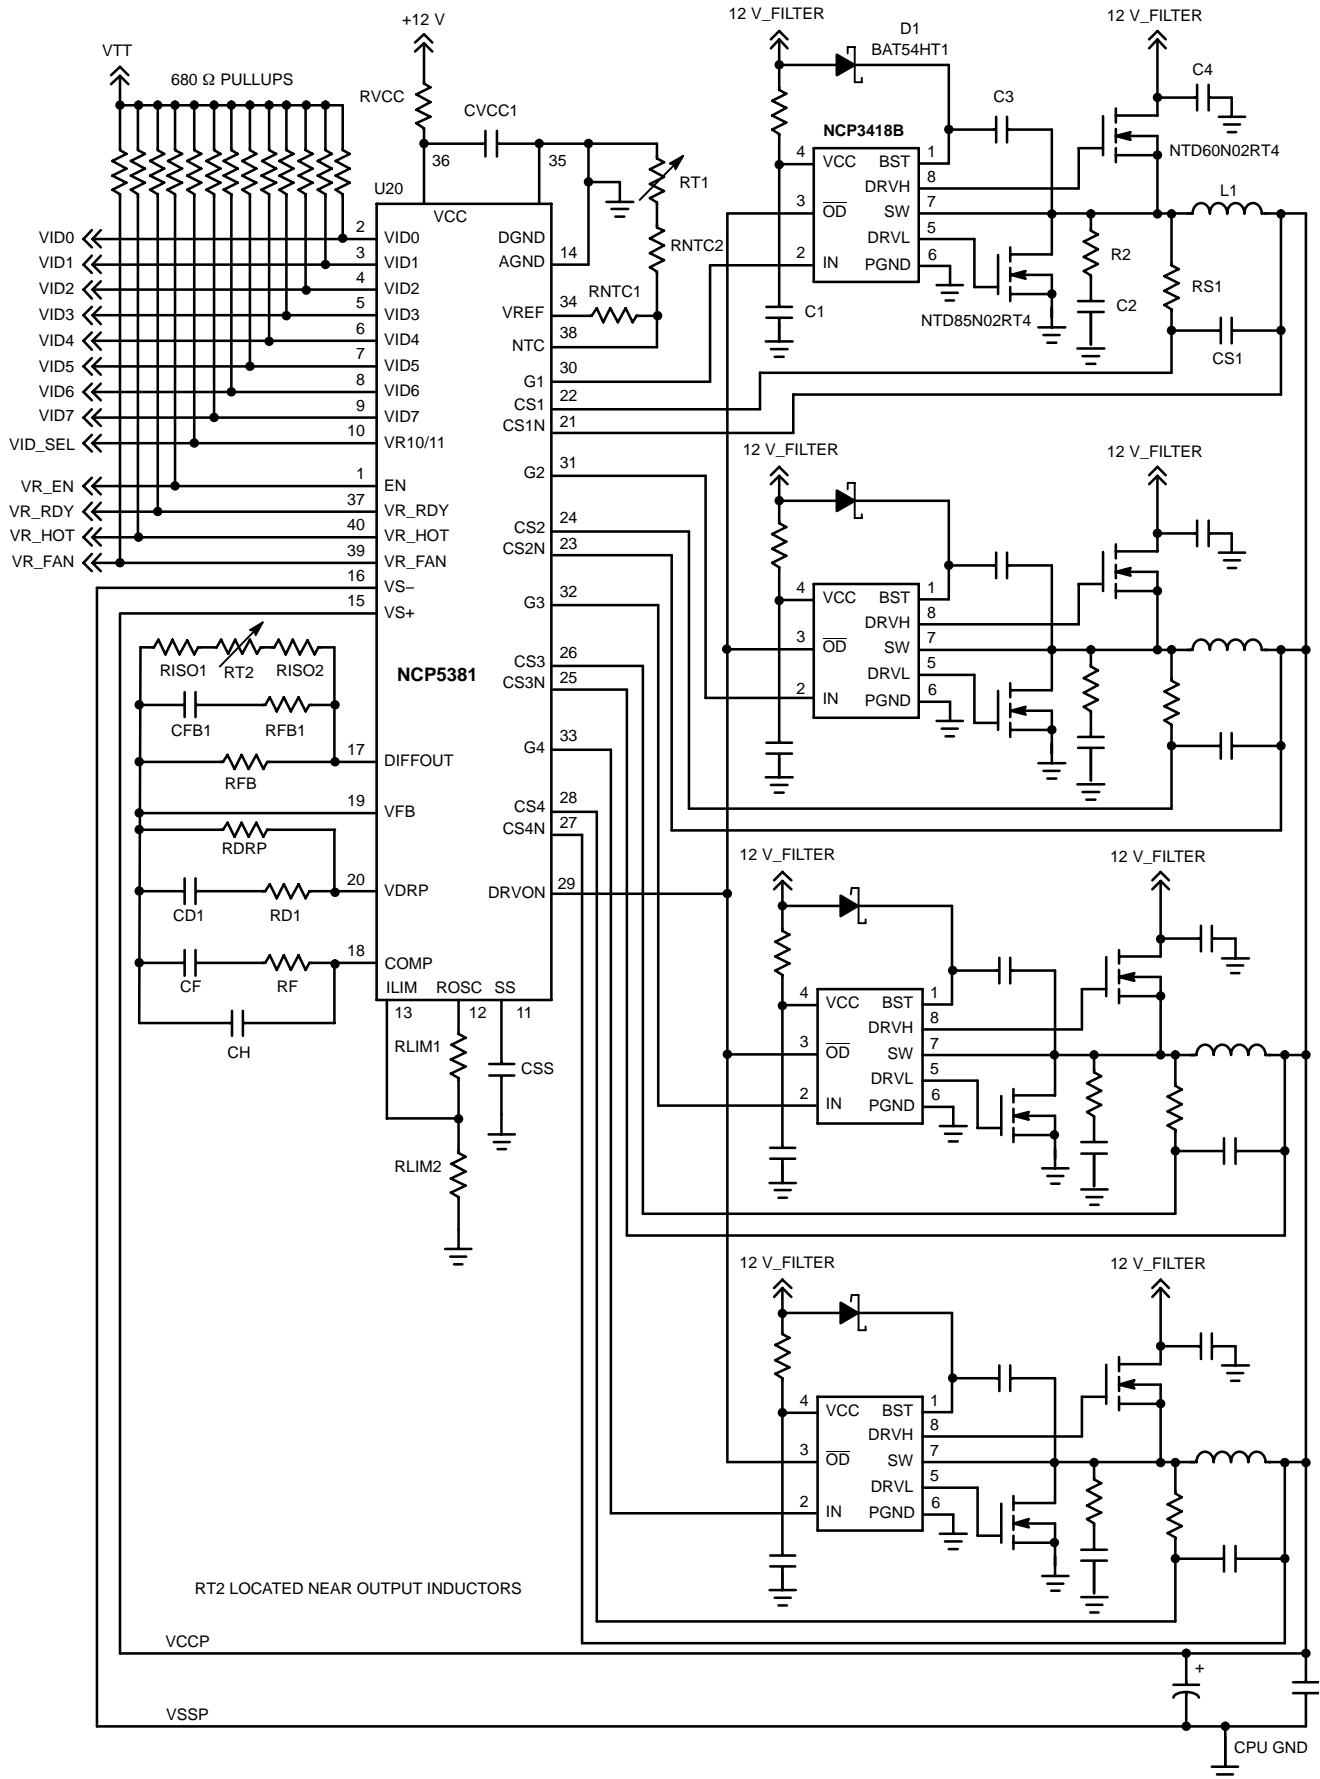 +12 V
12 V_FILTER
D1
BAT54HT1
12 V_FILTER
VTT
680 Ω PULLUPS
RVCC
CVCC1
C3
C4
NCP3418B
NTD60N02RT4
36
35
RT1
4
VCC
BST
1
DRVH
8
3
OD
SW
7
DRVL
5
2
IN
PGND
6
L1
R2
RS1
C1
NTD85N02RT4
C2
CS1
U20
VCC
VID0
2
VID0
DGND
VID1
3
VID1
AGND
14
RNTC2
VID2
4
VID2
RNTC1
VID3
5
VID3
VREF
34
VID4
6
VID4
NTC
38
VID5
7
VID5
G1
30
VID6
8
VID6
CS1
22
VID7
9
VID7
CS1N
21
VID_SEL
10
VR10/11
VR_EN
1
EN
G2
31
VR_RDY
37
VR_RDY
CS2
24
VR_HOT
40
VR_HOT
CS2N
23
VR_FAN
39
VR_FAN
16
VS−
G3
32
15
VS+
12 V_FILTER
12 V_FILTER
4
VCC
BST
1
DRVH
8
3
OD
SW
7
DRVL
5
2
IN
PGND
6
RISO1
RT2
RISO2
NCP5381
CS3
26
CS3N
25
CFB1
RFB1
17
DIFFOUT
G4
33
RFB
19
VFB
CS4
28
CS4N
27
RDRP
20
VDRP
DRVON
29
CD1
RD1
18
COMP
CF
RF
ILIM
ROSC
SS
13
12
11
CH
RLIM1
CSS
RLIM2
12 V_FILTER
12 V_FILTER
4
VCC
BST
1
DRVH
8
3
OD
SW
7
DRVL
5
2
IN
PGND
6
12 V_FILTER
12 V_FILTER
4
VCC
BST
1
DRVH
8
3
OD
SW
7
DRVL
5
2
IN
PGND
6
RT2 LOCATED NEAR OUTPUT INDUCTORS
VCCP
+
VSSP
CPU GND